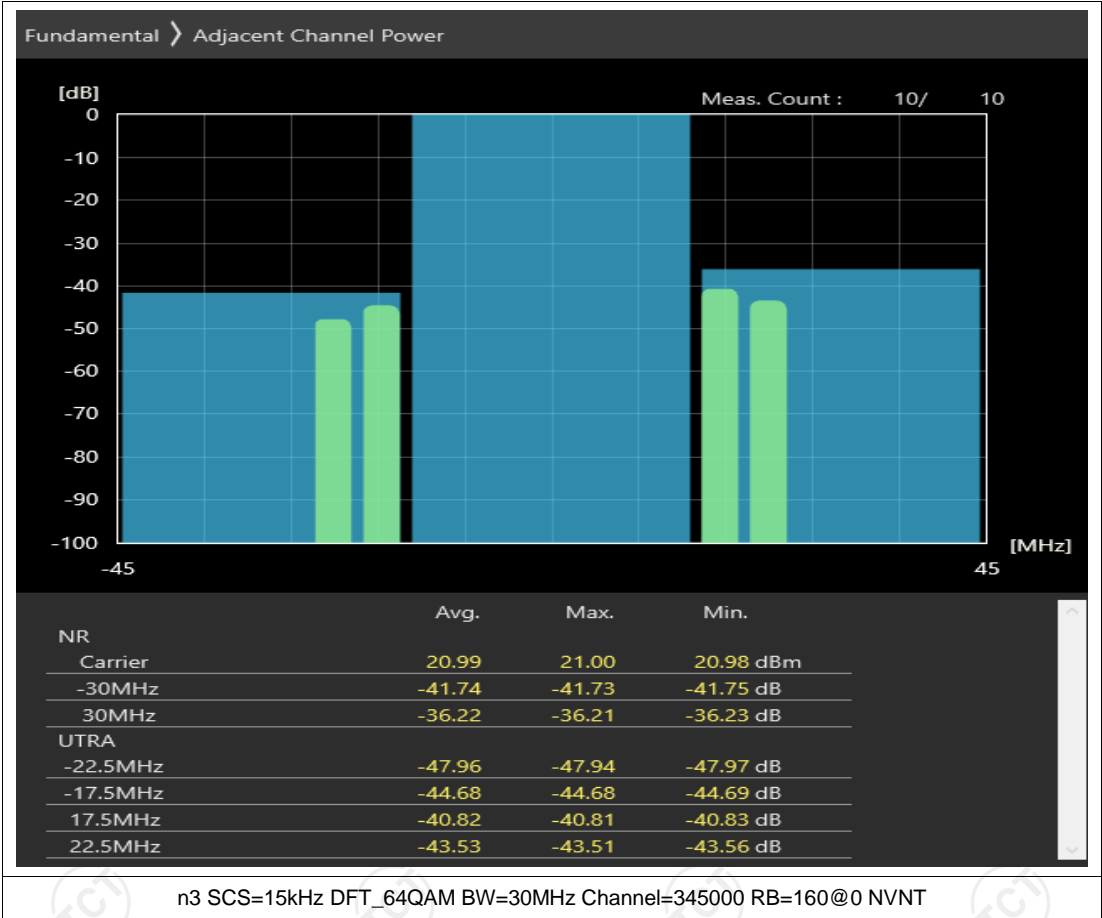 Fundamental ❯ Adjacent Channel Power
[dB]
Meas. Count : 10/ 10
0
-10
-20
-30
-40
-50
-60
-70
-80
-90
-100
[MHz]
-45 45
Avg. Max. Min.
NR
Carrier 20.99 21.00 20.98 dBm
-30MHz -41.74 -41.73 -41.75 dB
30MHz -36.22 -36.21 -36.23 dB
UTRA
-22.5MHz -47.96 -47.94 -47.97 dB
-17.5MHz -44.68 -44.68 -44.69 dB
17.5MHz -40.82 -40.81 -40.83 dB
22.5MHz -43.53 -43.51 -43.56 dB
n3 SCS=15kHz DFT_64QAM BW=30MHz Channel=345000 RB=160@0 NVNT
TCT TCT TCT